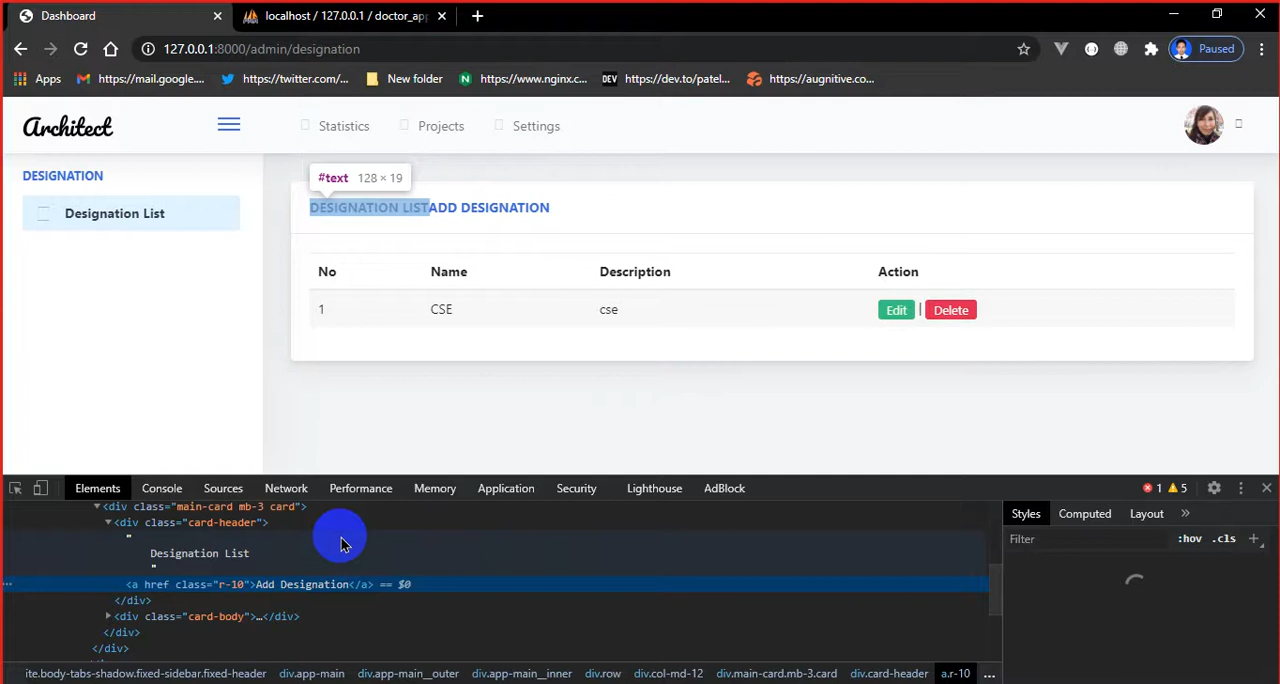 Dashboard
localhost / 127.0.0.1 / doctor_app
127.0.0.1:8000/admin/designation
Paused
Apps
https://mail.google....
https://twitter.com/...
New folder
https://www.nginx.c...
DEV
https://dev.to/patel...
https://augnitive.co...
Architect
Statistics
Projects
Settings
DESIGNATION
Designation List
#text 128 × 19
DESIGNATION LISTADD DESIGNATION
No Name Description Action
1 CSE cse Edit | Delete
Elements Console Sources Network Performance Memory Application Security Lighthouse AdBlock 1 5
<div class="main-card mb-3 card">
<div class="card-header">
"
Designation List
"
<a href class="r-10">Add Designation</a> == $0
</div>
<div class="card-body">…</div>
</div>
</div>
Styles Computed Layout »
Filter :hov .cls +
ite.body-tabs-shadow.fixed-sidebar.fixed-header div.app-main div.app-main__outer div.app-main__inner div.row div.col-md-12 div.main-card.mb-3.card div.card-header a.r-10 ...